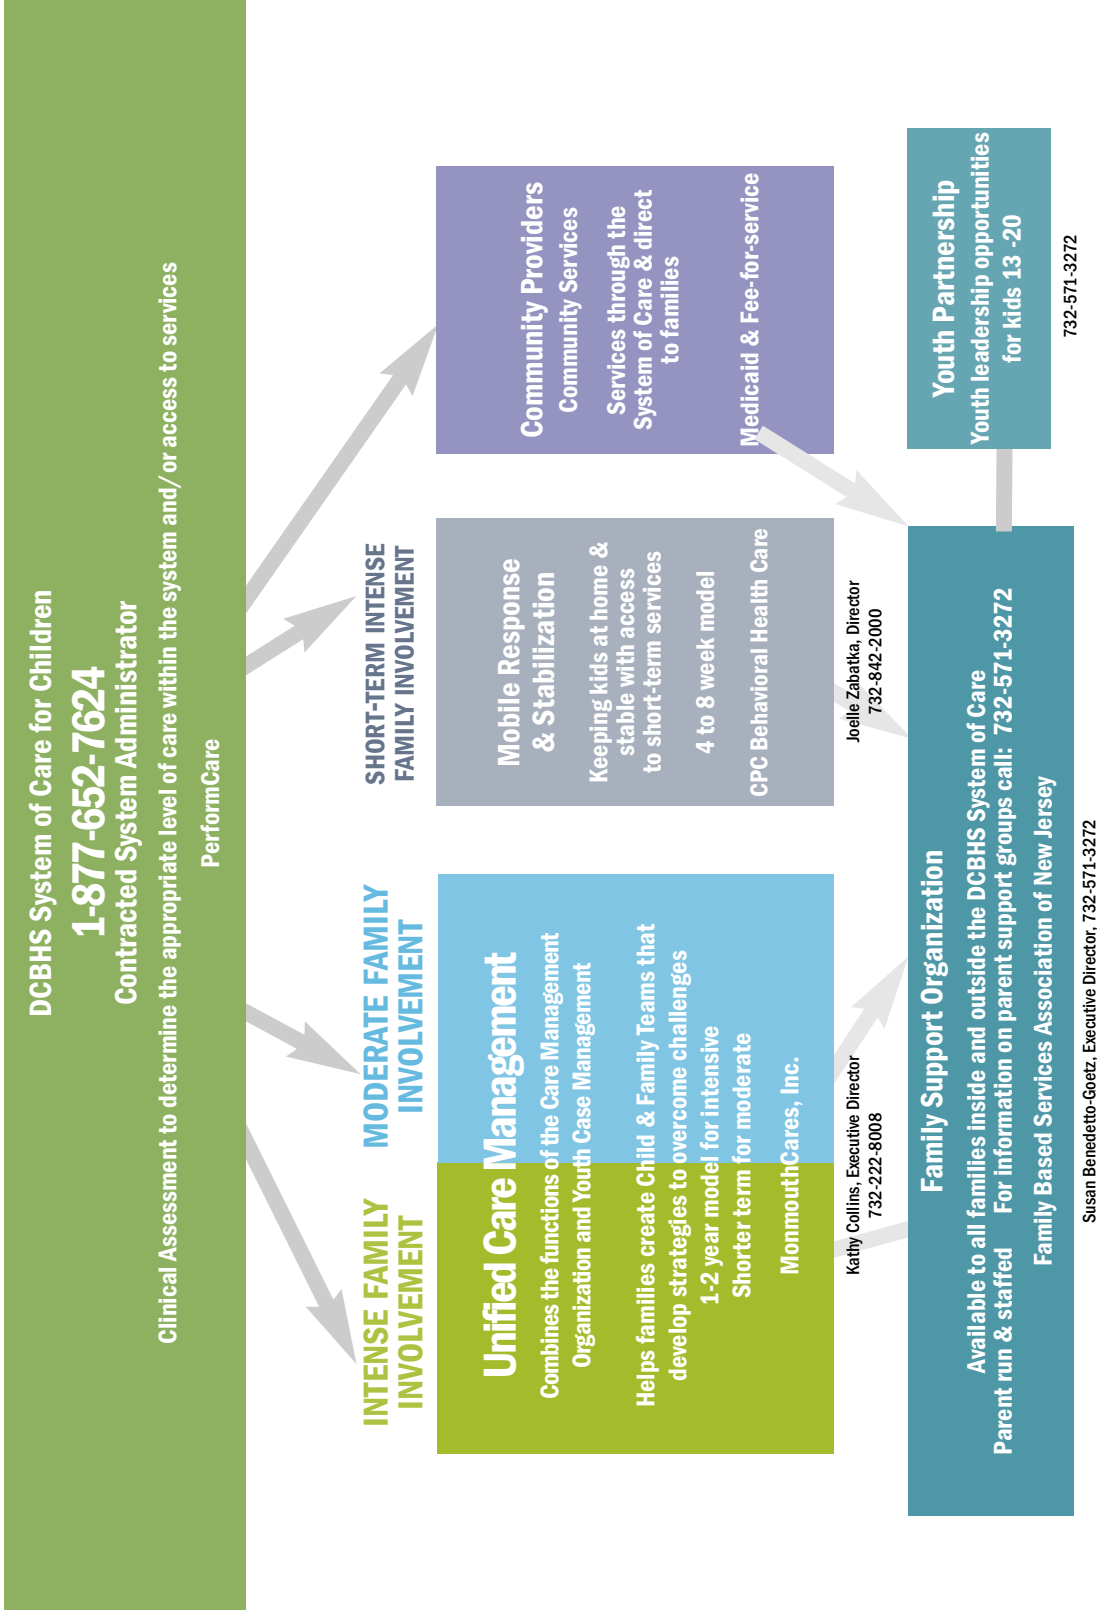 DCBHS System of Care for Children
1-877-652-7624
Contracted System Administrator
Clinical Assessment to determine the appropriate level of care within the system and/ or access to services
PerformCare
INTENSE FAMILY
INVOLVEMENT
MODERATE FAMILY
INVOLVEMENT
Unified Care Management
Combines the functions of the Care Management
Organization and Youth Case Management
Helps families create Child & Family Teams that
develop strategies to overcome challenges
1-2 year model for intensive
Shorter term for moderate
MonmouthCares, Inc.
Kathy Collins, Executive Director
732-222-8008
SHORT-TERM INTENSE
FAMILY INVOLVEMENT
Mobile Response
& Stabilization
Keeping kids at home &
stable with access
to short-term services
4 to 8 week model
CPC Behavioral Health Care
Joelle Zabatka, Director
732-842-2000
Community Providers
Community Services
Services through the
System of Care & direct
to families
Medicaid & Fee-for-service
Family Support Organization
Available to all families inside and outside the DCBHS System of Care
Parent run & staffed For information on parent support groups call: 732-571-3272
Family Based Services Association of New Jersey
Susan Benedetto-Goetz, Executive Director, 732-571-3272
Youth Partnership
Youth leadership opportunities
for kids 13 -20
732-571-3272